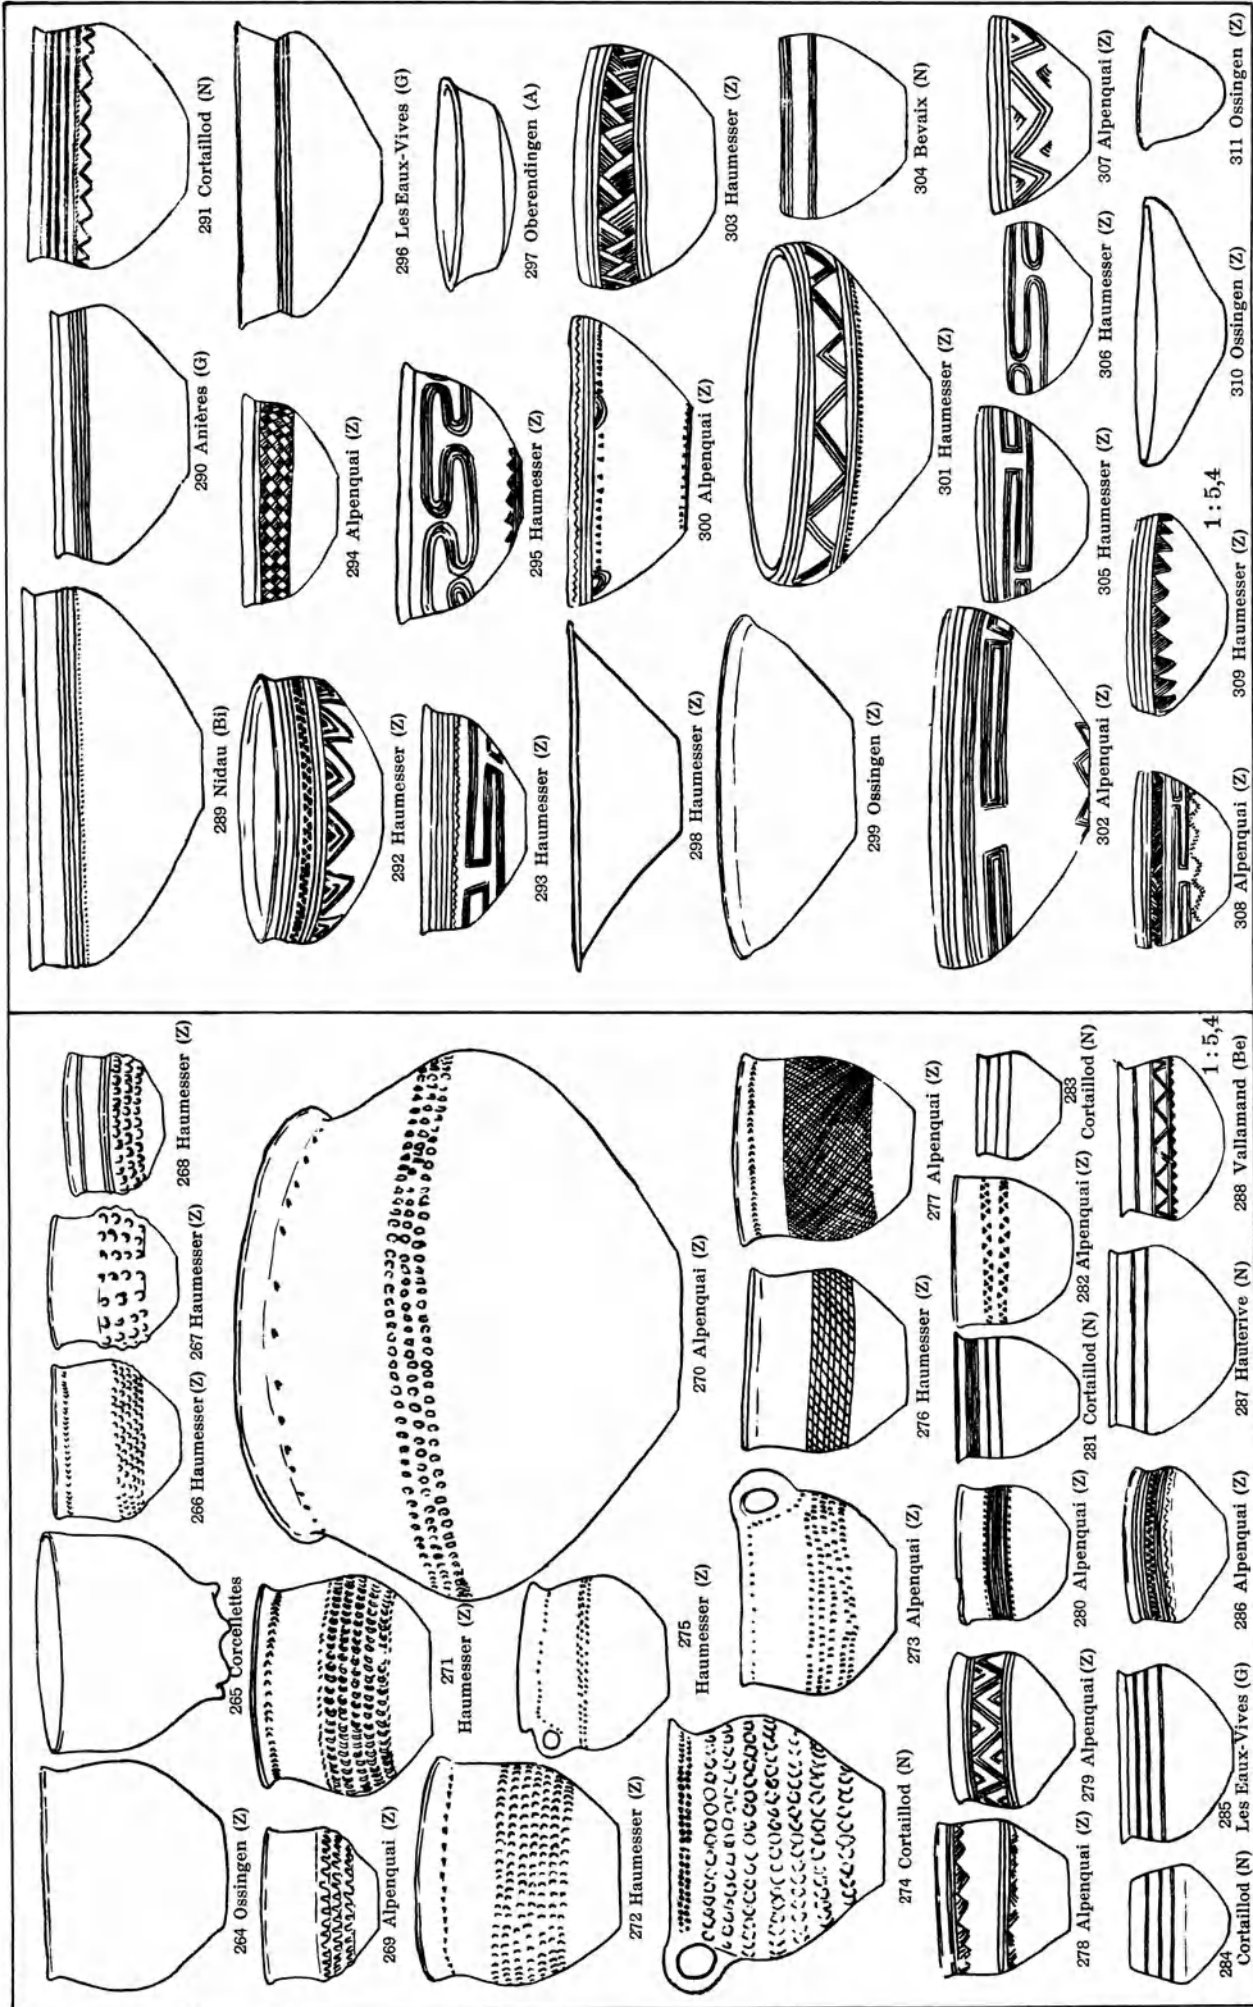 264 Ossingen (Z)
265 Corcellettes
266 Haumesser (Z)
267 Haumesser (Z)
268 Haumesser (Z)
269 Alpenquai (Z)
271
Haumesser (Z)
270 Alpenquai (Z)
272 Haumesser (Z)
275
Haumesser (Z)
274 Cortaillod (N)
273 Alpenquai (Z)
276 Haumesser (Z)
277 Alpenquai (Z)
278 Alpenquai (Z)
279 Alpenquai (Z)
280 Alpenquai (Z)
281 Cortaillod (N)
282 Alpenquai (Z)
283
Cortaillod (N)
284
Cortaillod (N)
285
Les Eaux-Vives (G)
286 Alpenquai (Z)
287 Hauterive (N)
288 Vallamand (Be)
1:5,4
289 Nidau (Bi)
290 Anières (G)
291 Cortaillod (N)
292 Haumesser (Z)
294 Alpenquai (Z)
296 Les Eaux-Vives (G)
293 Haumesser (Z)
295 Haumesser (Z)
297 Oberendingen (A)
298 Haumesser (Z)
300 Alpenquai (Z)
303 Haumesser (Z)
299 Ossingen (Z)
301 Haumesser (Z)
304 Bevaix (N)
302 Alpenquai (Z)
305 Haumesser (Z)
306 Haumesser (Z)
307 Alpenquai (Z)
308 Alpenquai (Z)
309 Haumesser (Z)
1:5,4
310 Ossingen (Z)
311 Ossingen (Z)